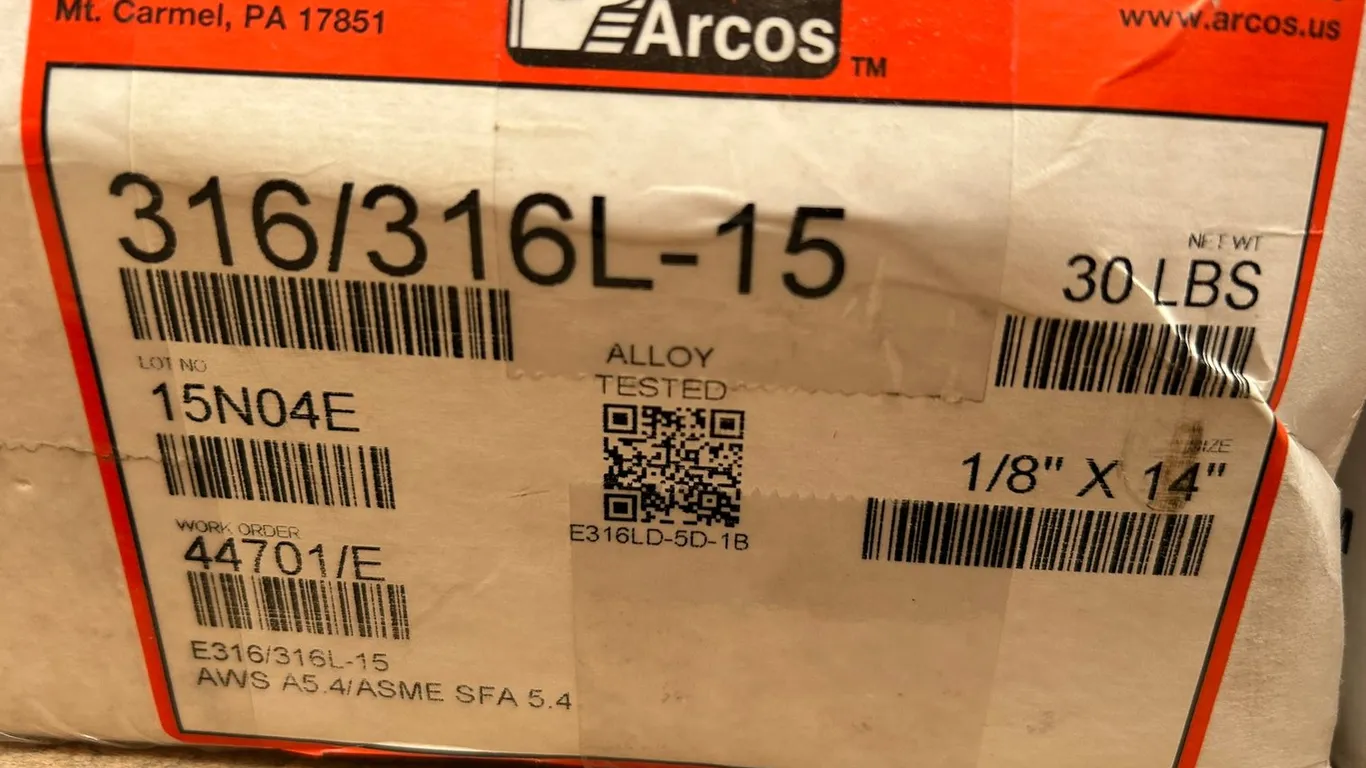 Mt. Carmel, PA 17851
Arcos
TM
www.arcos.us
316/316L-15
NET WT
30 LBS
LOT NO
15N04E
ALLOY
TESTED
E316LD-5D-1B
SIZE
1/8" X 14"
WORK ORDER
44701/E
E316/316L-15
AWS A5.4/ASME SFA 5.4